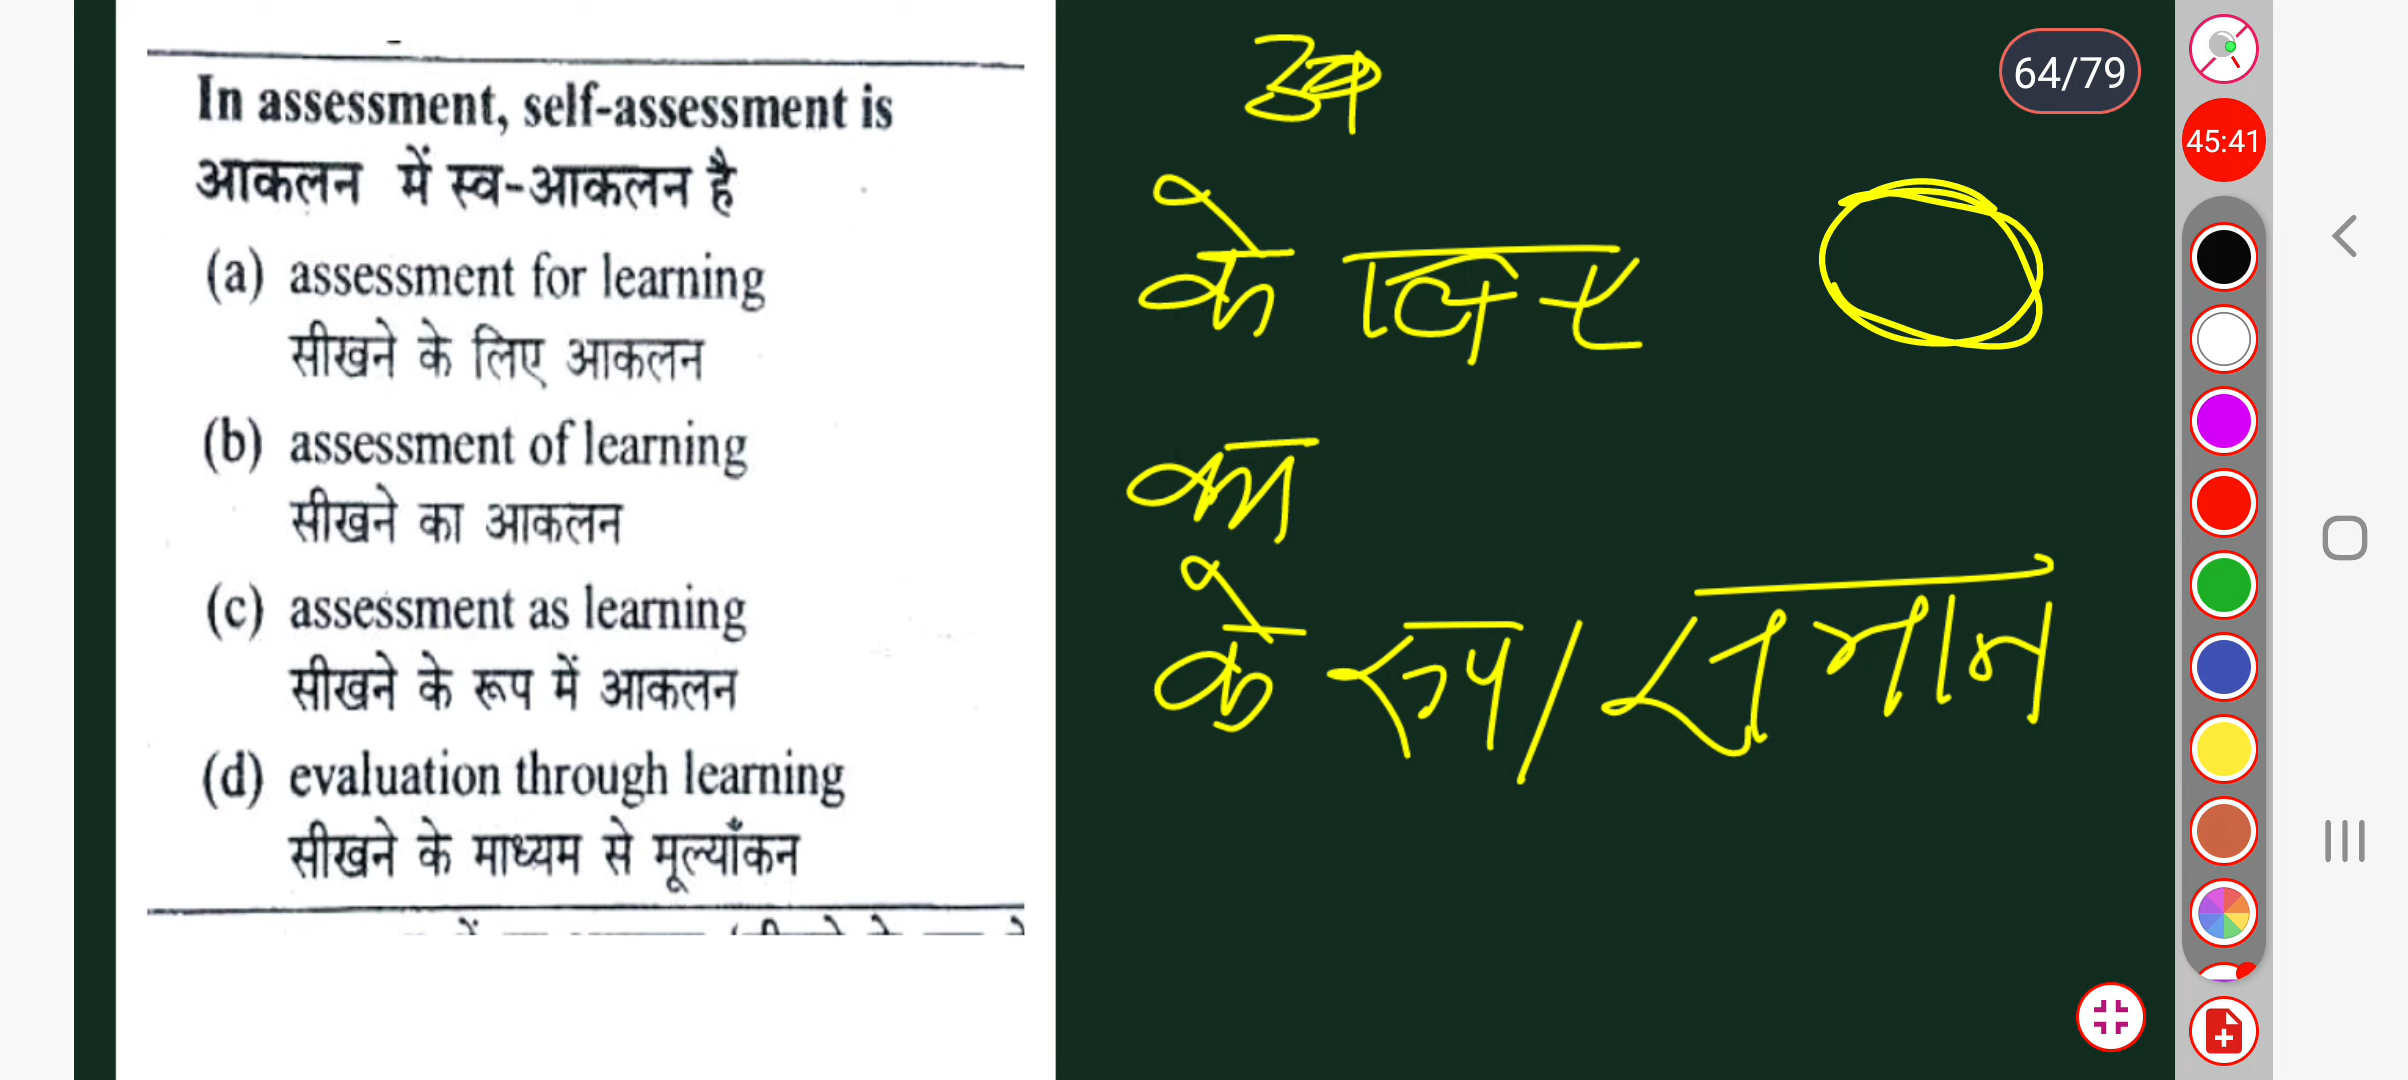 In assessment, self-assessment is
आकलन में स्व-आकलन है
(a) assessment for learning
सीखने के लिए आकलन
(b) assessment of learning
सीखने का आकलन
(c) assessment as learning
सीखने के रूप में आकलन
(d) evaluation through learning
सीखने के माध्यम से मूल्याँकन
के लिए
का
के रूप/समान
64/79
45:41